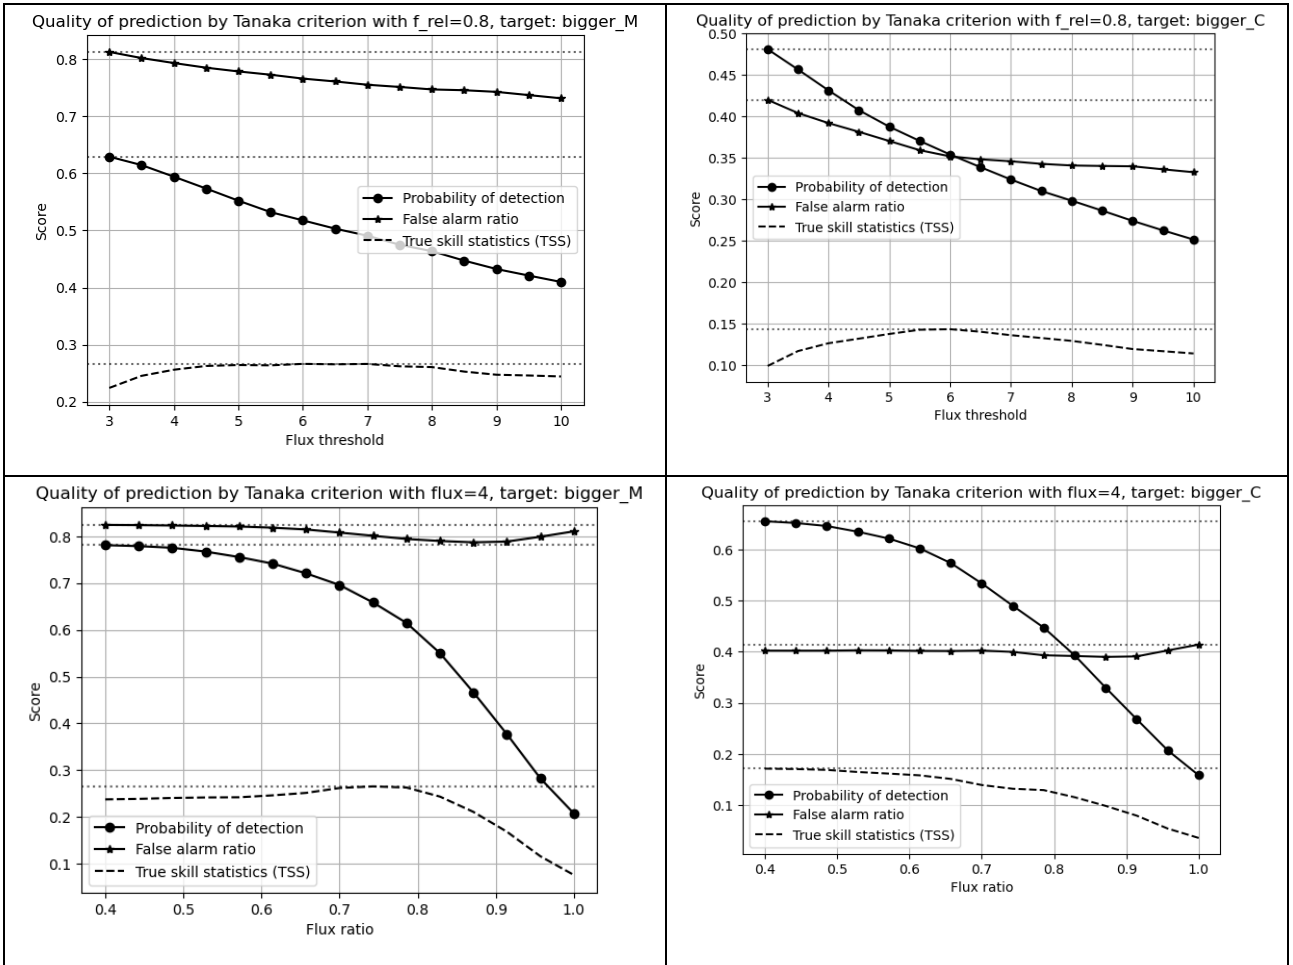 Quality of prediction by Tanaka criterion with f_rel=0.8, target: bigger_M
0.8
0.7
0.6
0.5
0.4
0.3
0.2
Score
Probability of detection
False alarm ratio
True skill statistics (TSS)
3 4 5 6 7 8 9 10
Flux threshold
Quality of prediction by Tanaka criterion with f_rel=0.8, target: bigger_C
0.50
0.45
0.40
0.35
0.30
0.25
0.20
0.15
0.10
Score
Probability of detection
False alarm ratio
True skill statistics (TSS)
3 4 5 6 7 8 9 10
Flux threshold
Quality of prediction by Tanaka criterion with flux=4, target: bigger_M
0.8
0.7
0.6
0.5
0.4
0.3
0.2
0.1
Score
Probability of detection
False alarm ratio
True skill statistics (TSS)
0.4 0.5 0.6 0.7 0.8 0.9 1.0
Flux ratio
Quality of prediction by Tanaka criterion with flux=4, target: bigger_C
0.6
0.5
0.4
0.3
0.2
0.1
Score
Probability of detection
False alarm ratio
True skill statistics (TSS)
0.4 0.5 0.6 0.7 0.8 0.9 1.0
Flux ratio